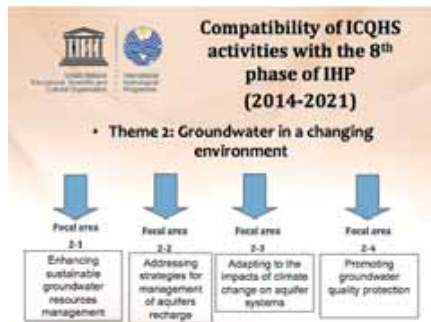 Compatibility of ICQHS
activities with the 8th
phase of IHP
(2014-2021)
UNESCO
• Theme 2: Groundwater in a changing
environment
Focal area
2-1
Focal area
2-2
Focal area
2-3
Focal area
2-4
Enhancing
sustainable
groundwater
resources
management
Addressing
strategies for
management
of aquifers
recharge
Adapting to the
impacts of climate
change on aquifer
systems
Promoting
groundwater
quality protection